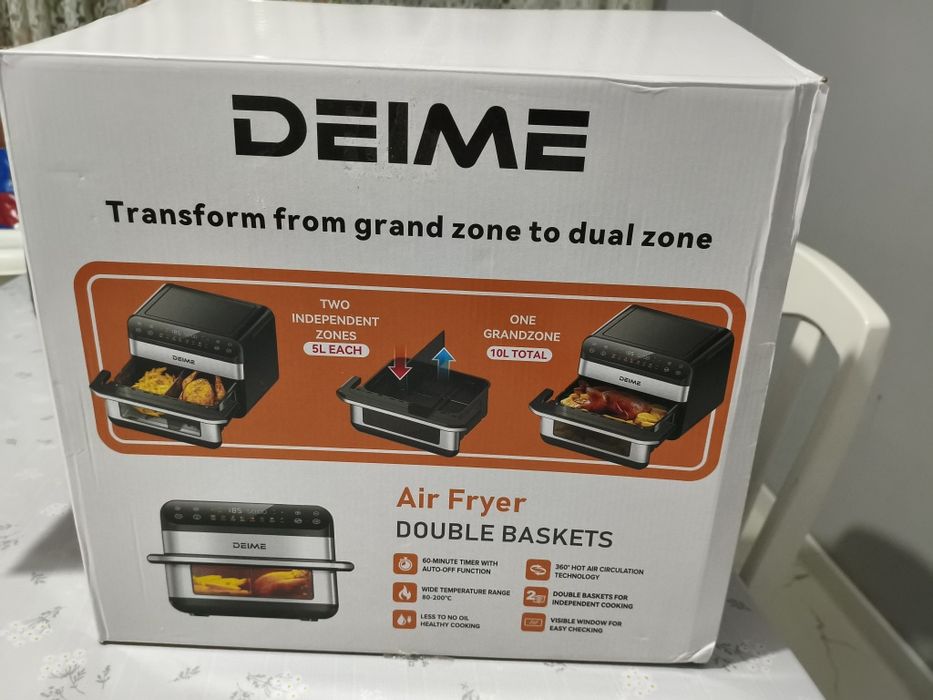 DEIME
Transform from grand zone to dual zone
TWO
INDEPENDENT
ZONES
5L EACH
ONE
GRANDZONE
10L TOTAL
DEIME
DEIME
185
DEIME
Air Fryer
DOUBLE BASKETS
60-MINUTE TIMER WITH
AUTO-OFF FUNCTION
WIDE TEMPERATURE RANGE
80-200°C
LESS TO NO OIL
HEALTHY COOKING
360° HOT AIR CIRCULATION
TECHNOLOGY
2
DOUBLE BASKETS FOR
INDEPENDENT COOKING
VISIBLE WINDOW FOR
EASY CHECKING